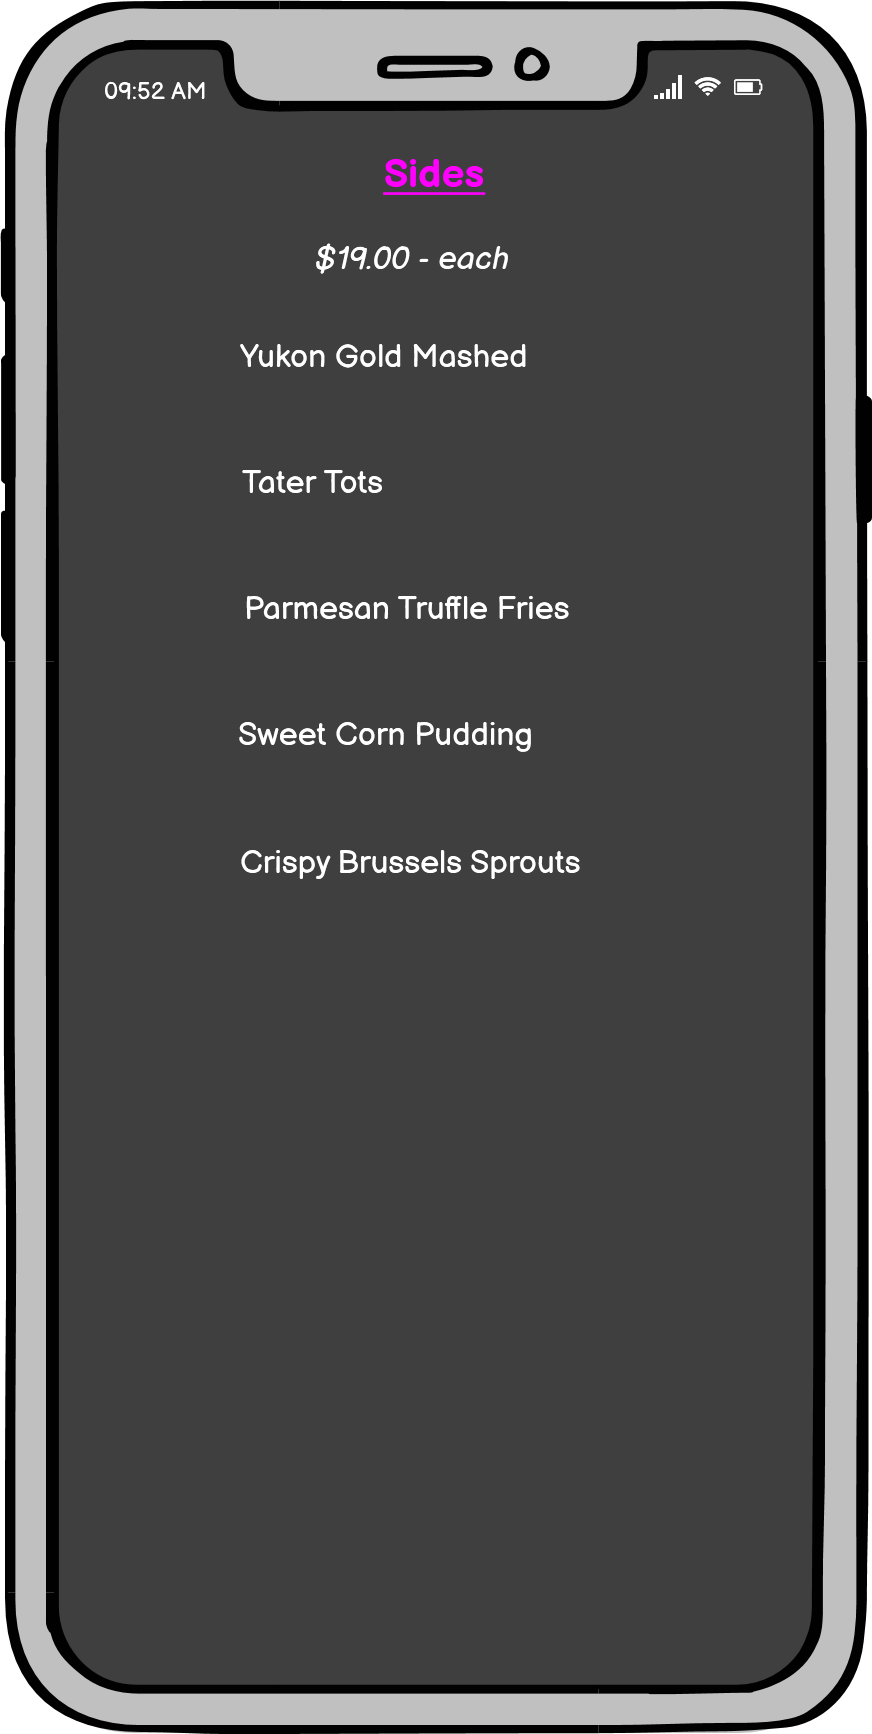 09:52 AM
Sides
$19.00 - each
Yukon Gold Mashed
Tater Tots
Parmesan Truffle Fries
Sweet Corn Pudding
Crispy Brussels Sprouts